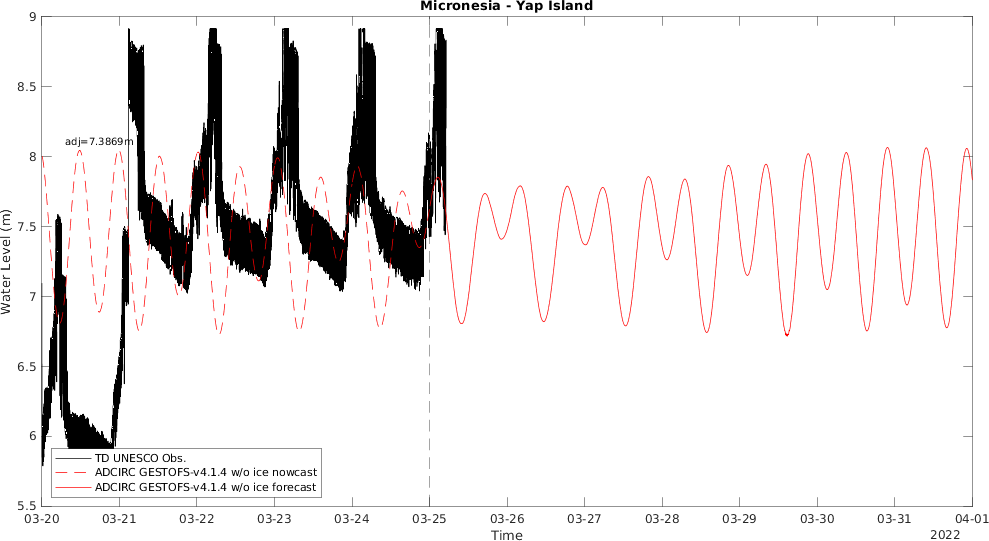 Micronesia - Yap Island
9
8.5
8
7.5
7
6.5
6
5.5
Water Level (m)
adj=7.3869m
TD UNESCO Obs.
ADCIRC GESTOFS-v4.1.4 w/o ice nowcast
ADCIRC GESTOFS-v4.1.4 w/o ice forecast
03-20 03-21 03-22 03-23 03-24 03-25 03-26 03-27 03-28 03-29 03-30 03-31 04-01
Time
2022